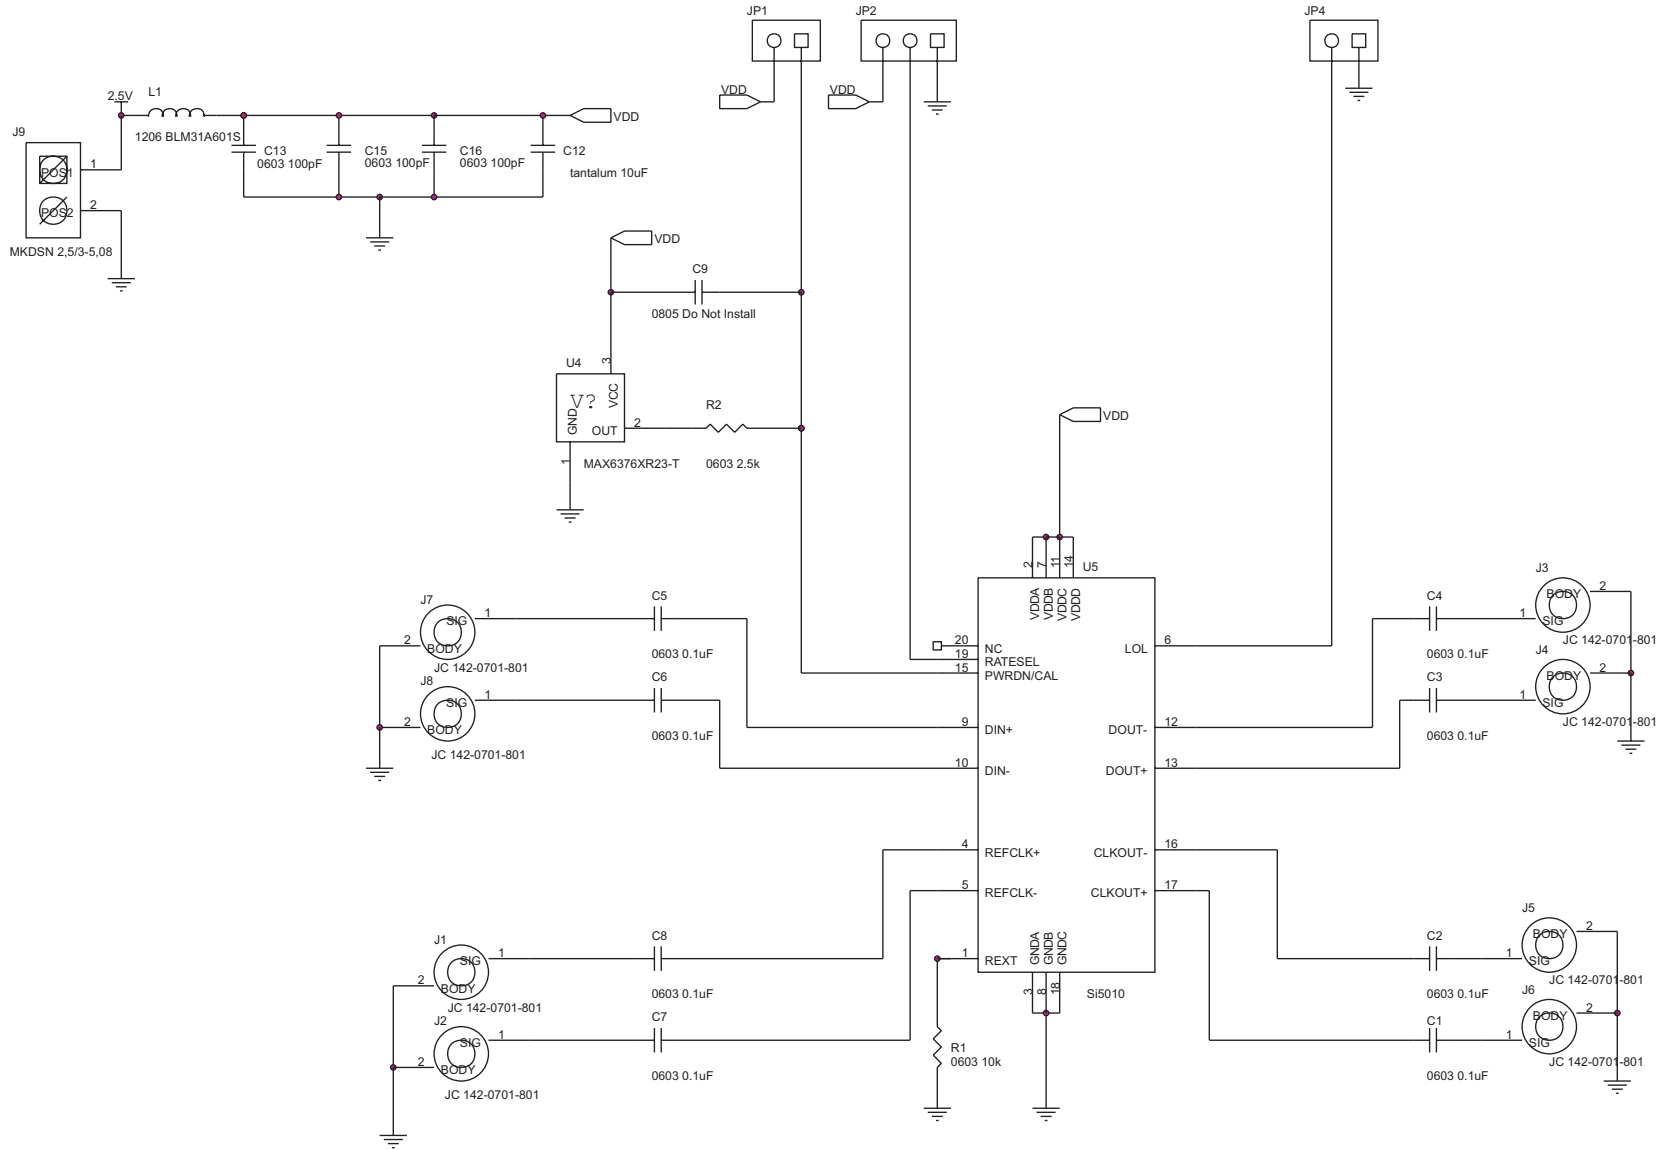 JP1
JP2
JP4
VDD
VDD
2.5V
L1
1206 BLM31A601S
VDD
J9
POS1
1
POS2
2
MKDSN 2,5/3-5,08
C13
0603 100pF
C15
0603 100pF
C16
0603 100pF
C12
tantalum 10uF
VDD
C9
0805 Do Not Install
U4
3
VCC
V?
GND
OUT
2
1
MAX6376XR23-T
R2
0603 2.5k
VDD
2
7
11
14
U5
VDDA
VDDB
VDDC
VDDD
20
NC
19
RATESEL
15
PWRDN/CAL
9
DIN+
10
DIN-
4
REFCLK+
5
REFCLK-
1
REXT
LOL
6
DOUT-
12
DOUT+
13
CLKOUT-
16
CLKOUT+
17
GNDA
GNDB
GNDC
3
8
18
Si5010
R1
0603 10k
J7
SIG
1
2
BODY
JC 142-0701-801
C5
0603 0.1uF
J8
SIG
1
2
BODY
JC 142-0701-801
C6
0603 0.1uF
J1
SIG
1
2
BODY
JC 142-0701-801
C8
0603 0.1uF
J2
SIG
1
2
BODY
JC 142-0701-801
C7
0603 0.1uF
C4
0603 0.1uF
J3
BODY
2
1
SIG
JC 142-0701-801
C3
0603 0.1uF
J4
BODY
2
1
SIG
JC 142-0701-801
C2
0603 0.1uF
J5
BODY
2
1
SIG
JC 142-0701-801
C1
0603 0.1uF
J6
BODY
2
1
SIG
JC 142-0701-801